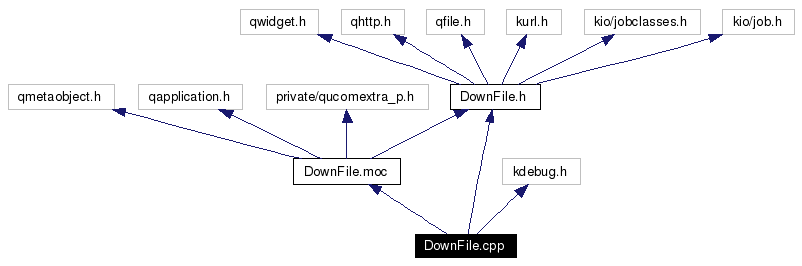 qwidget.h
qhttp.h
qfile.h
kurl.h
kio/jobclasses.h
kio/job.h
qmetaobject.h
qapplication.h
private/qucomextra_p.h
DownFile.h
DownFile.moc
kdebug.h
DownFile.cpp